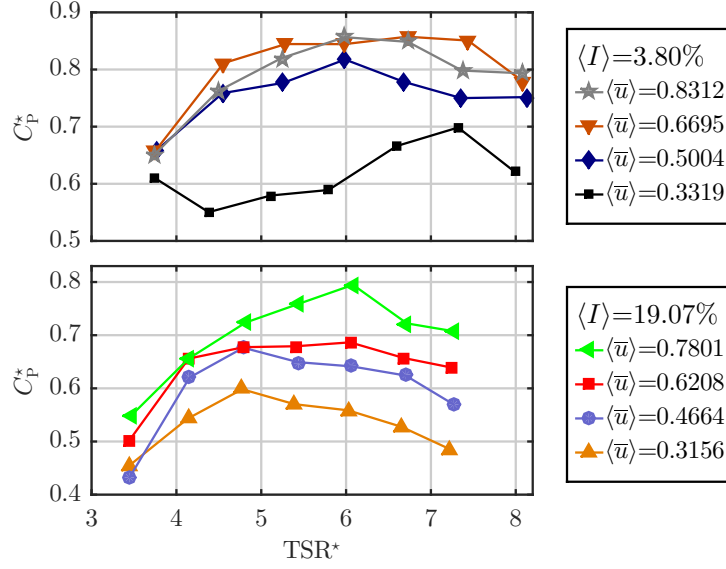 0.9
0.8
0.7
0.6
0.5
C_P^⋆
⟨I⟩=3.80%
⟨u̅⟩=0.8312
⟨u̅⟩=0.6695
⟨u̅⟩=0.5004
⟨u̅⟩=0.3319
0.8
0.7
0.6
0.5
0.4
C_P^⋆
3 4 5 6 7 8
TSR⋆
⟨I⟩=19.07%
⟨u̅⟩=0.7801
⟨u̅⟩=0.6208
⟨u̅⟩=0.4664
⟨u̅⟩=0.3156